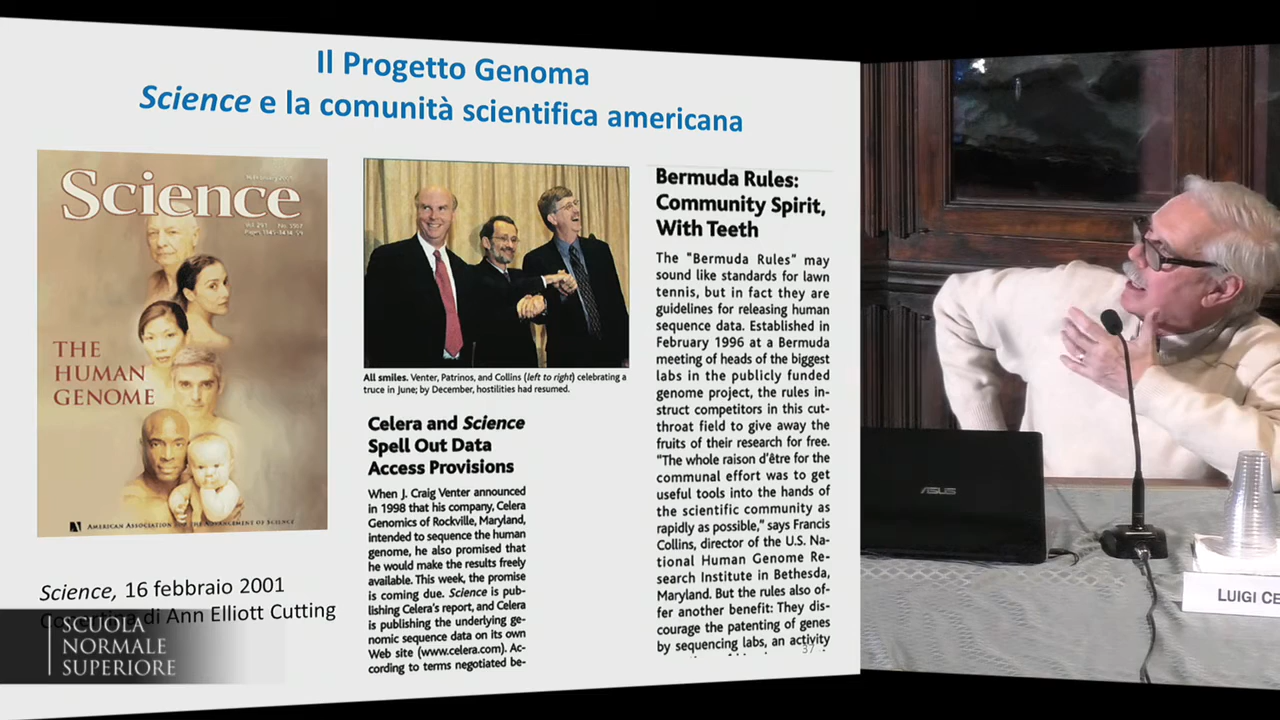 Il Progetto Genoma
Science e la comunità scientifica americana
Science
THE
HUMAN
GENOME
AMERICAN ASSOCIATION FOR THE ADVANCEMENT OF SCIENCE
Science, 16 febbraio 2001
di Ann Elliott Cutting
All smiles. Venter, Patrinos, and Collins (left to right) celebrating a
truce in June; by December, hostilities had resumed.
Celera and Science
Spell Out Data
Access Provisions
When J. Craig Venter announced
in 1998 that his company, Celera
Genomics of Rockville, Maryland,
intended to sequence the human
genome, he also promised that
he would make the results freely
available. This week, the promise
is coming due. Science is pub-
lishing Celera's report, and Celera
is publishing the underlying ge-
nomic sequence data on its own
Web site (www.celera.com). Ac-
cording to terms negotiated be-
Bermuda Rules:
Community Spirit,
With Teeth
The "Bermuda Rules" may
sound like standards for lawn
tennis, but in fact they are
guidelines for releasing human
sequence data. Established in
February 1996 at a Bermuda
meeting of heads of the biggest
labs in the publicly funded
genome project, the rules in-
struct competitors in this cut-
throat field to give away the
fruits of their research for free.
"The whole raison d'être for the
communal effort was to get
useful tools into the hands of
the scientific community as
rapidly as possible," says Francis
Collins, director of the U.S. Na-
tional Human Genome Re-
search Institute in Bethesda,
Maryland. But the rules also of-
fer another benefit: They dis-
courage the patenting of genes
by sequencing labs, an activity
37
SCUOLA
NORMALE
SUPERIORE
ASUS
LUIGI CE